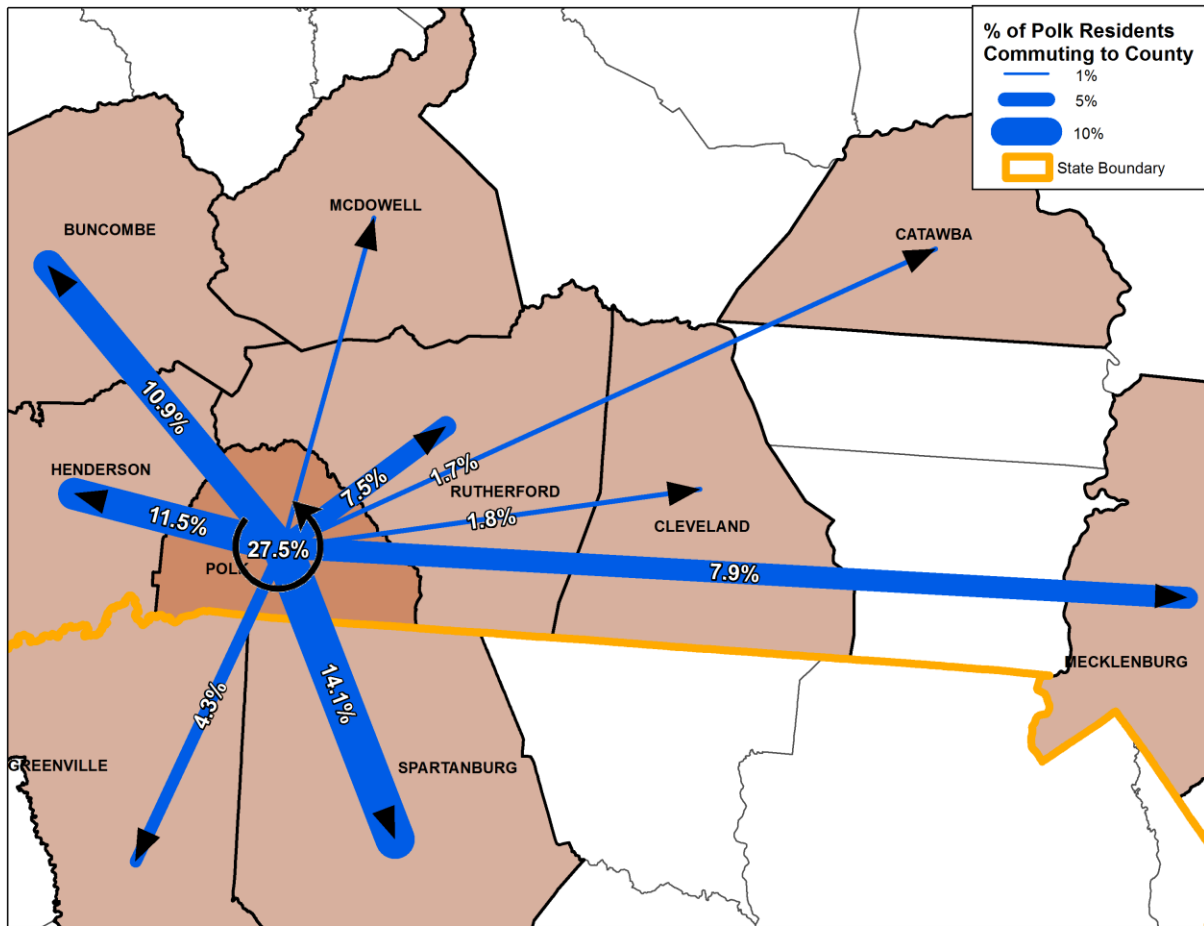 % of Polk Residents
Commuting to County
1%
5%
10%
State Boundary
MCDOWELL
BUNCOMBE
CATAWBA
10.9%
HENDERSON
7.5%
1.7%
RUTHERFORD
11.5%
1.8%
CLEVELAND
27.5%
POLK
7.9%
MECKLENBURG
4.3%
14.1%
GREENVILLE
SPARTANBURG